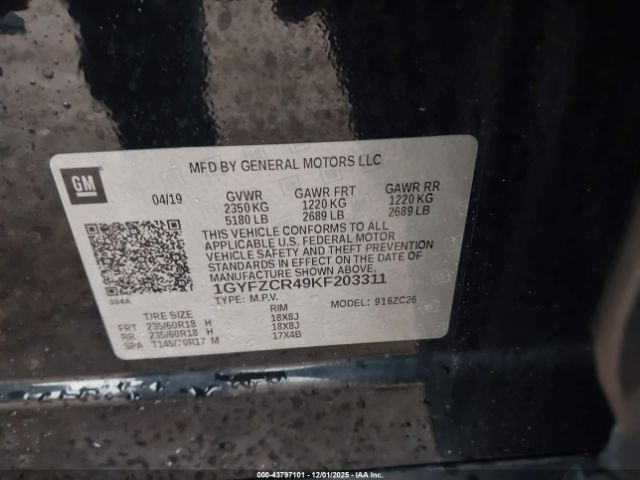 MFD BY GENERAL MOTORS LLC
GM
04/19
GVWR GAWR FRT GAWR RR
2350 KG 1220 KG 1220 KG
5180 LB 2689 LB 2689 LB
THIS VEHICLE CONFORMS TO ALL
APPLICABLE U.S. FEDERAL MOTOR
VEHICLE SAFETY AND THEFT PREVENTION
STANDARDS IN EFFECT ON THE DATE OF
MANUFACTURE SHOWN ABOVE.
1GYFZCR49KF203311
384A
TYPE: M.P.V. MODEL: 916ZC26
TIRE SIZE RIM
FRT 235/60R18 H 18X8J
RR 235/60R18 H 18X8J
SPA T145/70R17 M 17X4B
000-43797101 - 12/01/2025 - IAAI.com